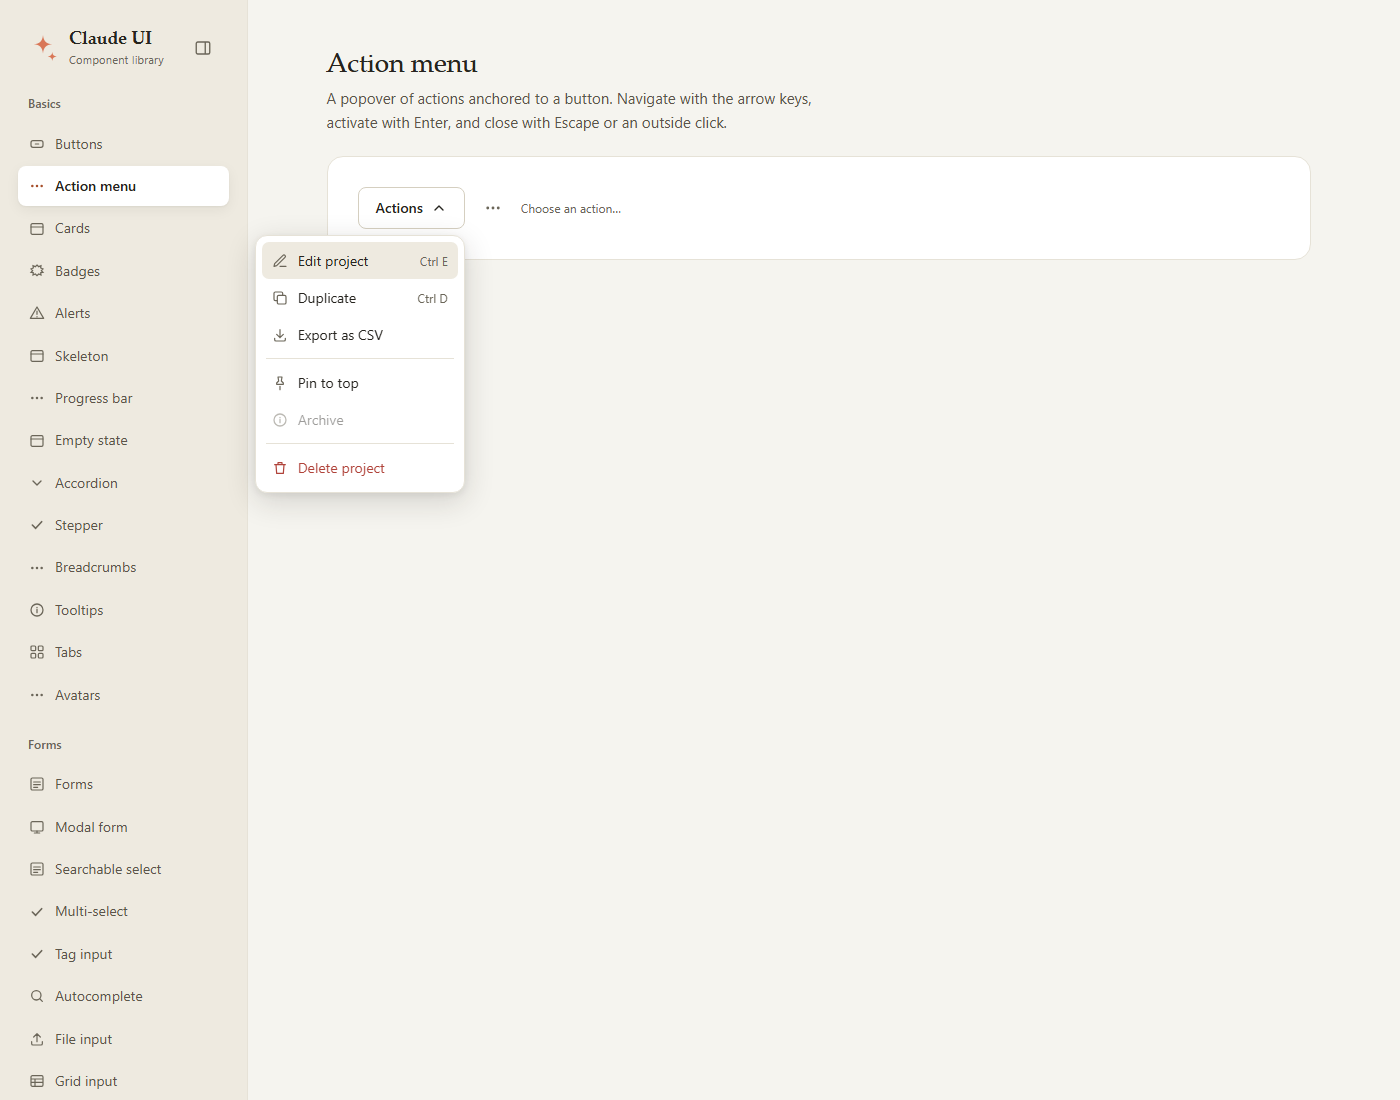 Claude UI
Component library
Basics
Buttons
Action menu
Cards
Badges
Alerts
Skeleton
Progress bar
Empty state
Accordion
Stepper
Breadcrumbs
Tooltips
Tabs
Avatars
Forms
Forms
Modal form
Searchable select
Multi-select
Tag input
Autocomplete
File input
Grid input
Action menu
A popover of actions anchored to a button. Navigate with the arrow keys,
activate with Enter, and close with Escape or an outside click.
Actions
Choose an action...
Edit project Ctrl E
Duplicate Ctrl D
Export as CSV
Pin to top
Archive
Delete project